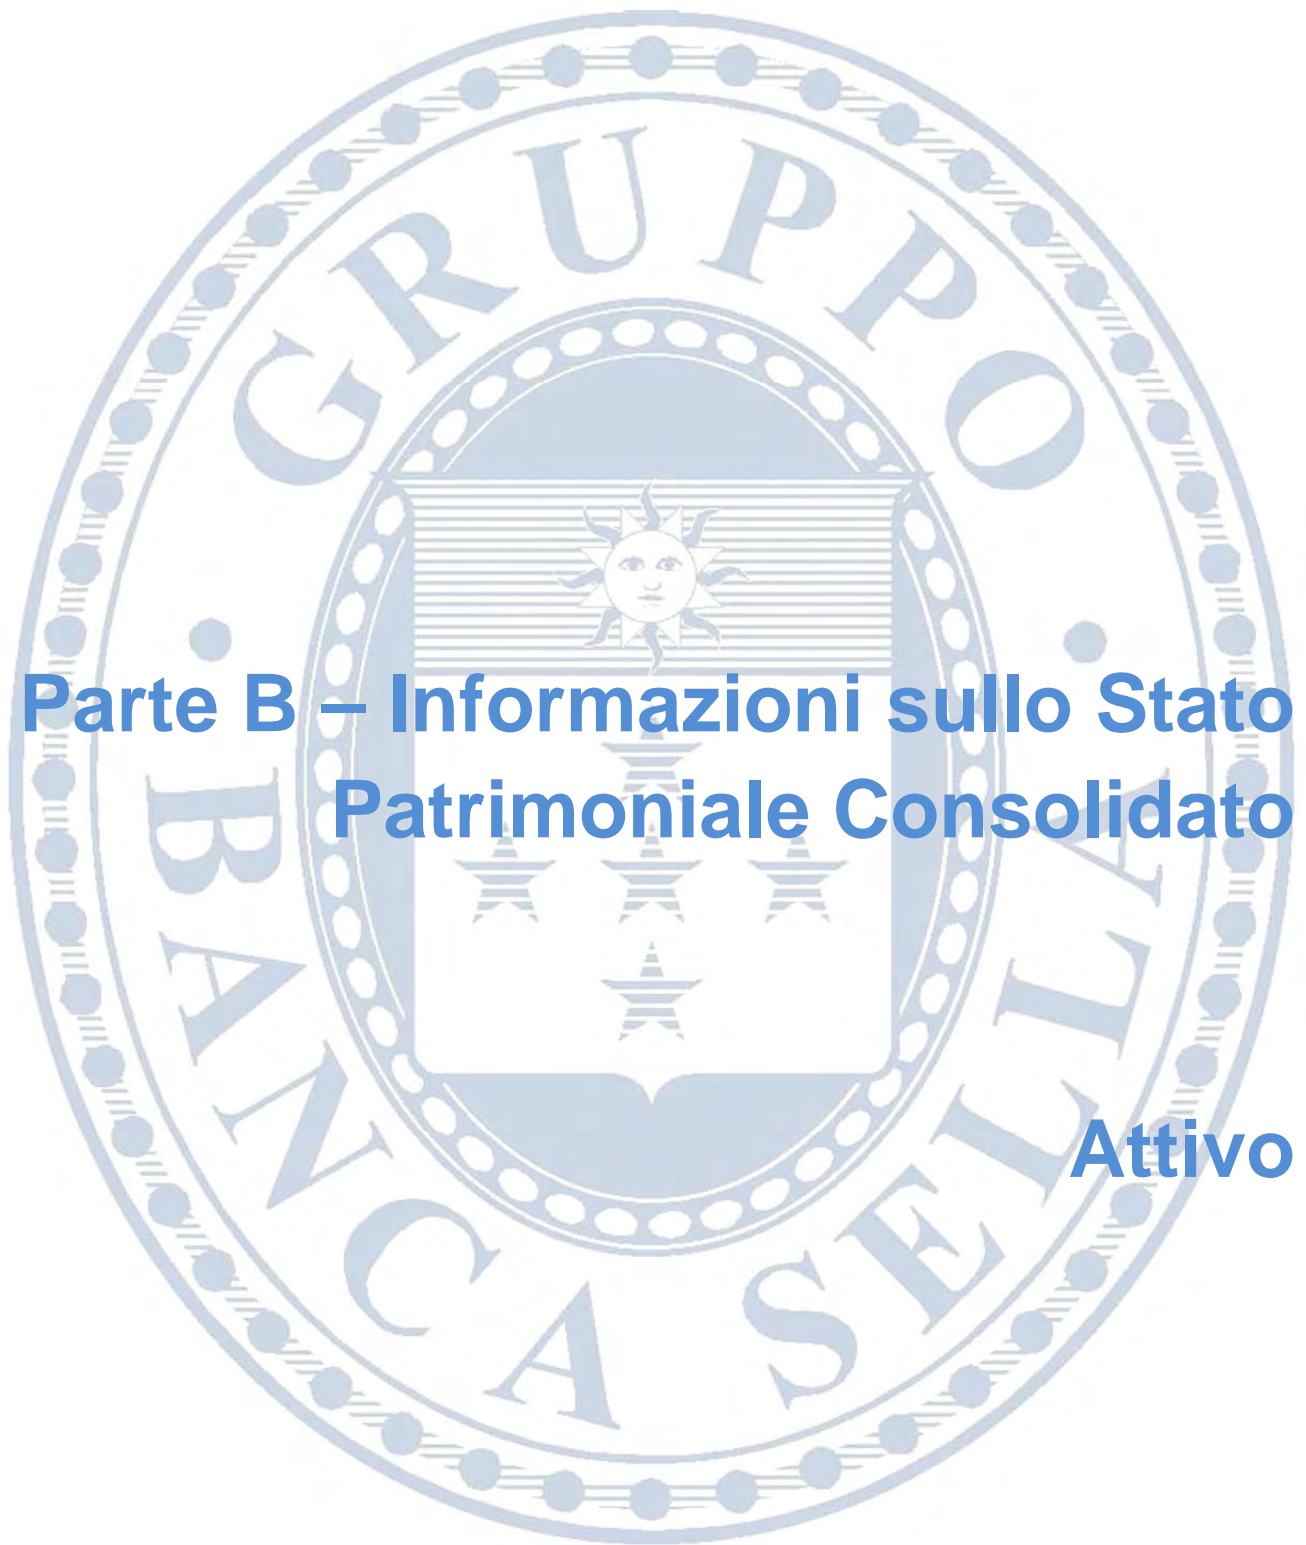 GRUPPO
BANCA SELLA
Parte B – Informazioni sullo Stato
Patrimoniale Consolidato
Attivo